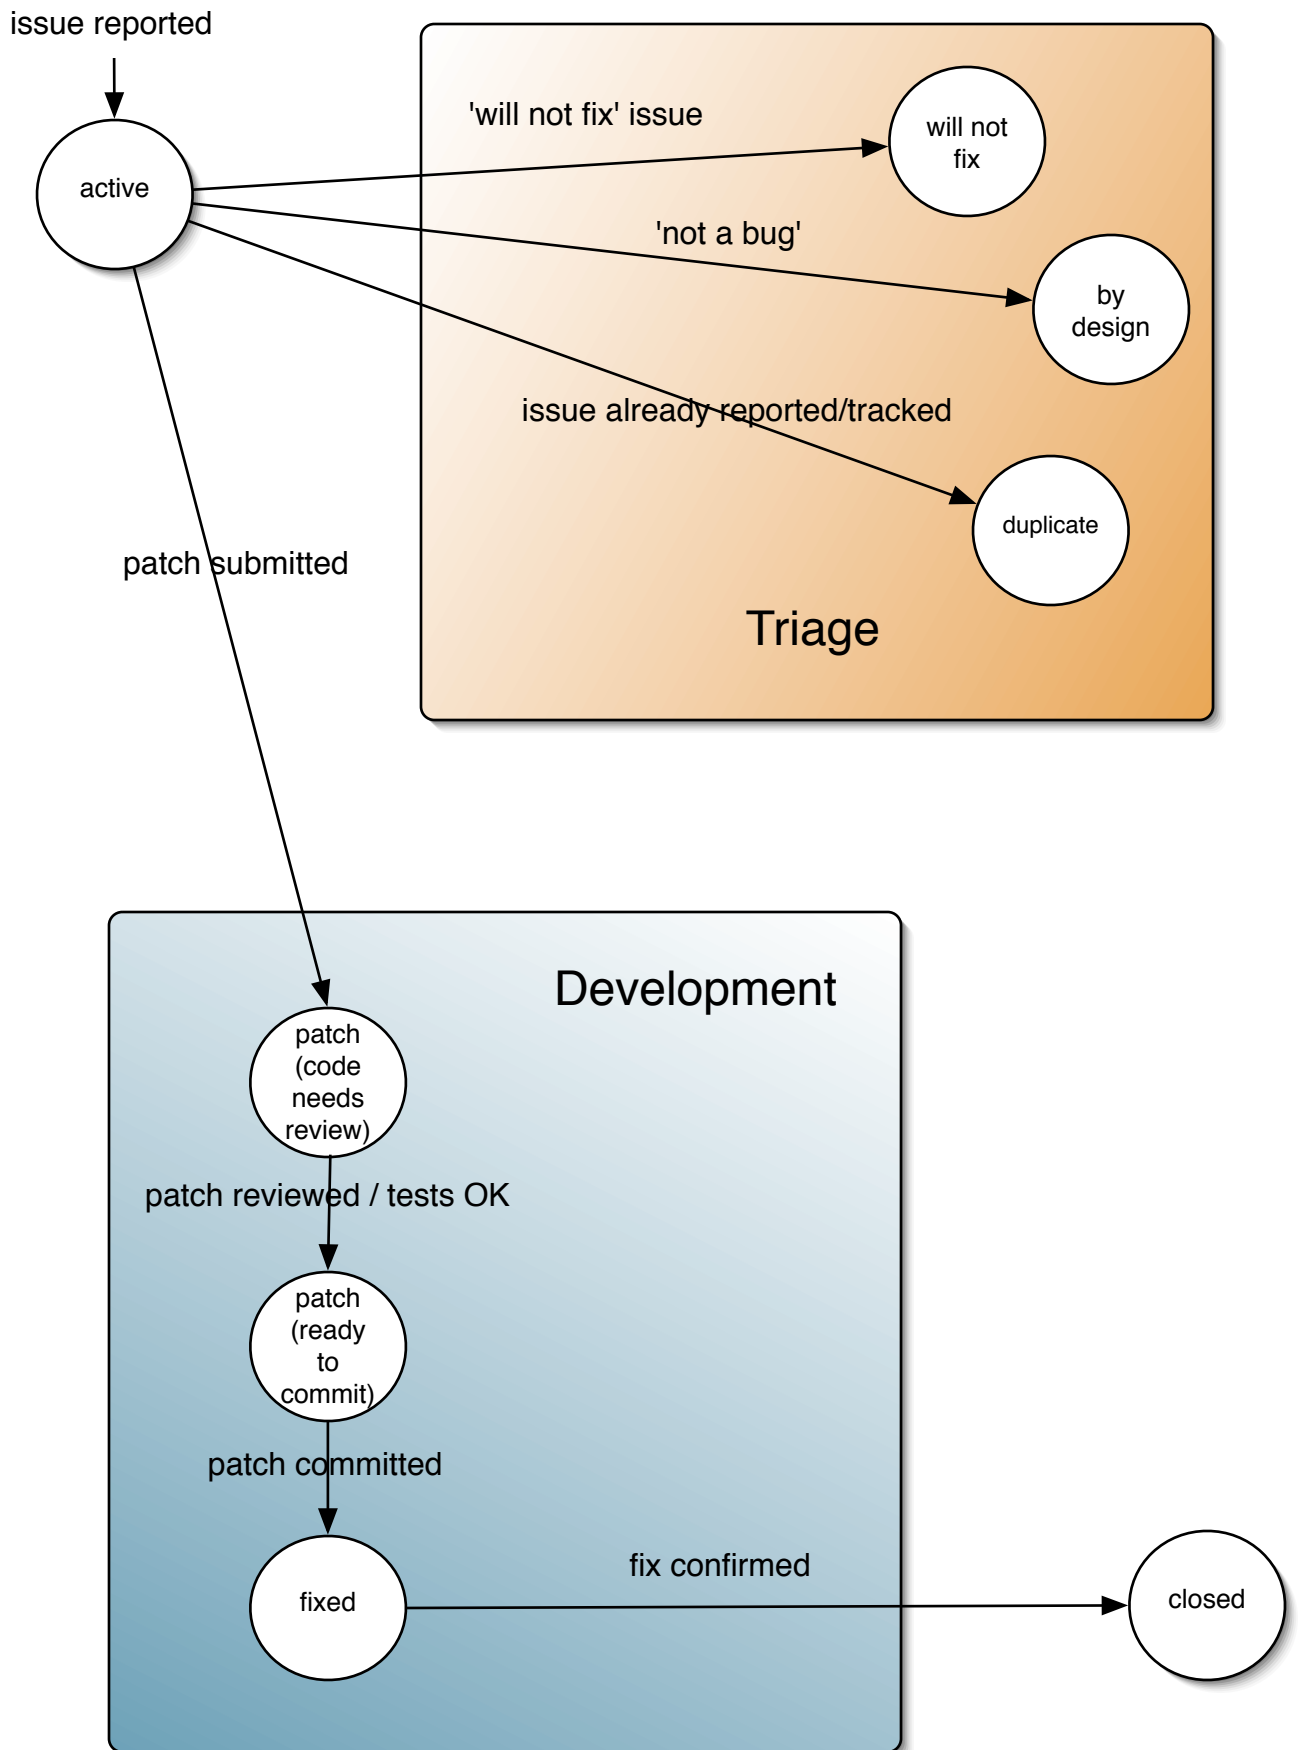 issue reported
active
'will not fix' issue
will not
fix
'not a bug'
by
design
issue already reported/tracked
duplicate
Triage
patch submitted
Development
patch
(code
needs
review)
patch reviewed / tests OK
patch
(ready
to
commit)
patch committed
fixed
fix confirmed
closed